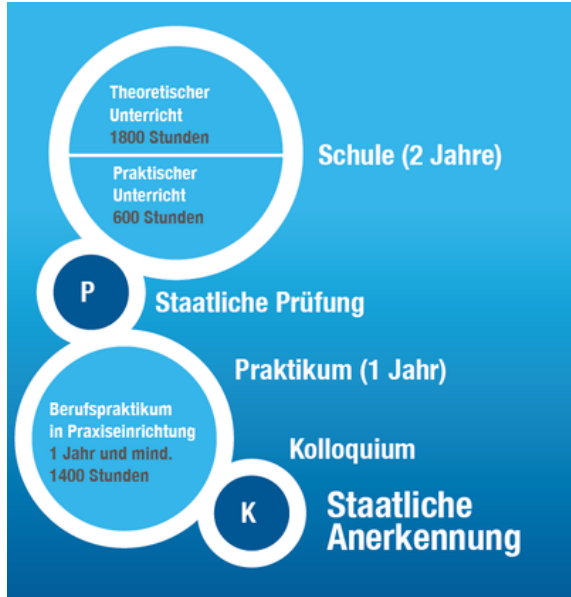 Theoretischer
Unterricht
1800 Stunden
Praktischer
Unterricht
600 Stunden
Schule (2 Jahre)
P
Staatliche Prüfung
Praktikum (1 Jahr)
Berufspraktikum
in Praxiseinrichtung
1 Jahr und mind.
1400 Stunden
Kolloquium
K
Staatliche
Anerkennung